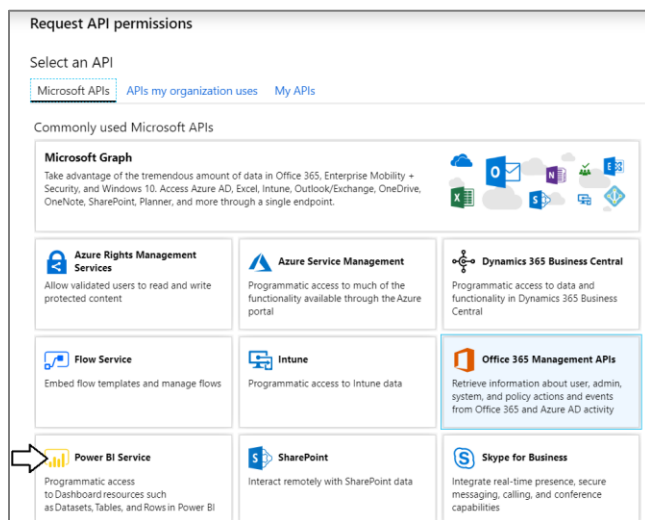 Request API permissions
Select an API
Microsoft APIs APIs my organization uses My APIs
Commonly used Microsoft APIs
Microsoft Graph
Take advantage of the tremendous amount of data in Office 365, Enterprise Mobility +
Security, and Windows 10. Access Azure AD, Excel, Intune, Outlook/Exchange, OneDrive,
OneNote, SharePoint, Planner, and more through a single endpoint.
Azure Rights Management
Services
Allow validated users to read and write
protected content
Azure Service Management
Programmatic access to much of the
functionality available through the Azure
portal
Dynamics 365 Business Central
Programmatic access to data and
functionality in Dynamics 365 Business
Central
Flow Service
Embed flow templates and manage flows
Intune
Programmatic access to Intune data
Office 365 Management APIs
Retrieve information about user, admin,
system, and policy actions and events
from Office 365 and Azure AD activity
Power BI Service
Programmatic access
to Dashboard resources such
as Datasets, Tables, and Rows in Power BI
SharePoint
Interact remotely with SharePoint data
Skype for Business
Integrate real-time presence, secure
messaging, calling, and conference
capabilities